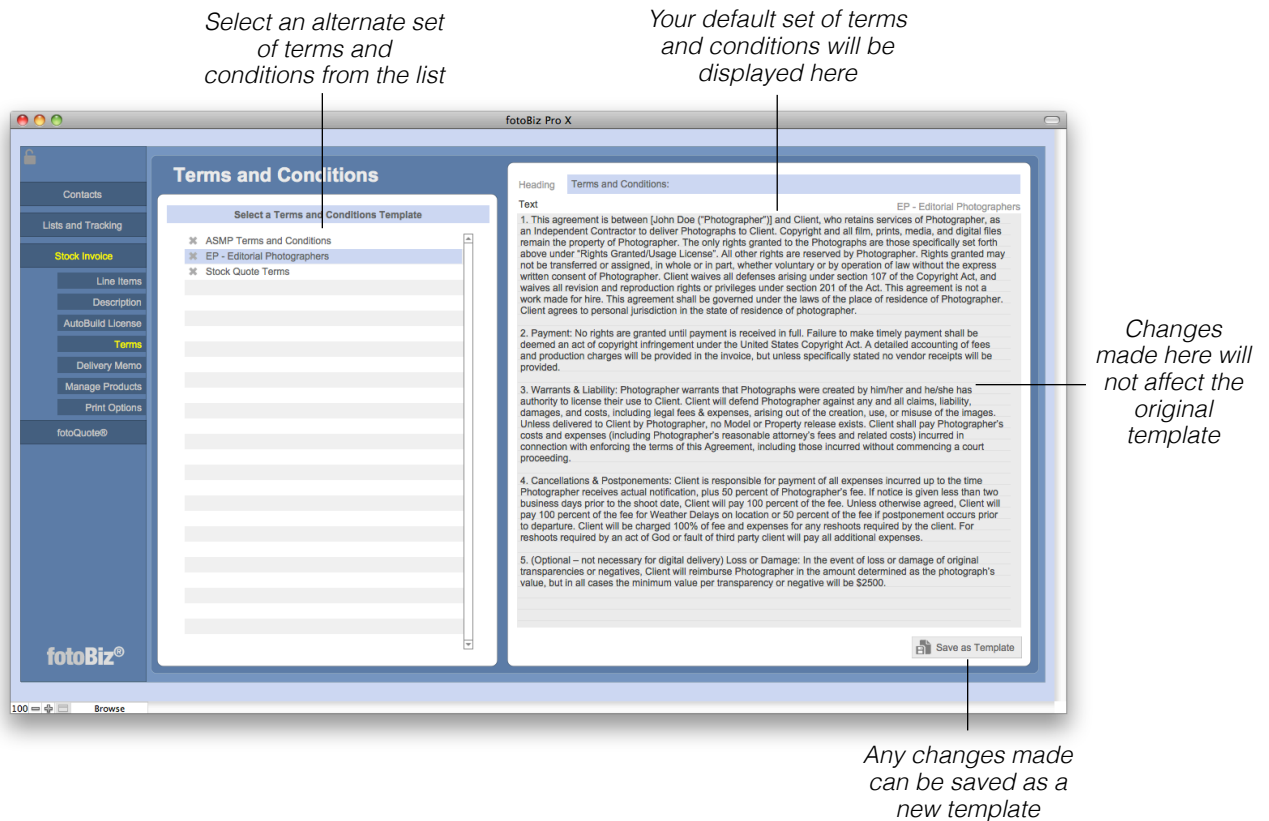 Select an alternate set
of terms and
conditions from the list
Your default set of terms
and conditions will be
displayed here
fotoBiz Pro X
Contacts
Lists and Tracking
Stock Invoice
Line Items
Description
AutoBuild License
Terms
Delivery Memo
Manage Products
Print Options
fotoQuote®
fotoBiz®
Terms and Conditions
Select a Terms and Conditions Template
ASMP Terms and Conditions
EP - Editorial Photographers
Stock Quote Terms
Heading Terms and Conditions:
Text
EP - Editorial Photographers
1. This agreement is between [John Doe ("Photographer")] and Client, who retains services of Photographer, as
an Independent Contractor to deliver Photographs to Client. Copyright and all film, prints, media, and digital files
remain the property of Photographer. The only rights granted to the Photographs are those specifically set forth
above under "Rights Granted/Usage License". All other rights are reserved by Photographer. Rights granted may
not be transferred or assigned, in whole or in part, whether voluntary or by operation of law without the express
written consent of Photographer. Client waives all defenses arising under section 107 of the Copyright Act, and
waives all revision and reproduction rights or privileges under section 201 of the Act. This agreement is not a
work made for hire. This agreement shall be governed under the laws of the place of residence of Photographer.
Client agrees to personal jurisdiction in the state of residence of photographer.
2. Payment: No rights are granted until payment is received in full. Failure to make timely payment shall be
deemed an act of copyright infringement under the United States Copyright Act. A detailed accounting of fees
and production charges will be provided in the invoice, but unless specifically stated no vendor receipts will be
provided.
3. Warrants & Liability: Photographer warrants that Photographs were created by him/her and he/she has
authority to license their use to Client. Client will defend Photographer against any and all claims, liability,
damages, and costs, including legal fees & expenses, arising out of the creation, use, or misuse of the images.
Unless delivered to Client by Photographer, no Model or Property release exists. Client shall pay Photographer's
costs and expenses (including Photographer's reasonable attorney's fees and related costs) incurred in
connection with enforcing the terms of this Agreement, including those incurred without commencing a court
proceeding.
4. Cancellations & Postponements: Client is responsible for payment of all expenses incurred up to the time
Photographer receives actual notification, plus 50 percent of Photographer's fee. If notice is given less than two
business days prior to the shoot date, Client will pay 100 percent of the fee. Unless otherwise agreed, Client will
pay 100 percent of the fee for Weather Delays on location or 50 percent of the fee if postponement occurs prior
to departure. Client will be charged 100% of fee and expenses for any reshoots required by the client. For
reshoots required by an act of God or fault of third party client will pay all additional expenses.
5. (Optional – not necessary for digital delivery) Loss or Damage: In the event of loss or damage of original
transparencies or negatives, Client will reimburse Photographer in the amount determined as the photograph's
value, but in all cases the minimum value per transparency or negative will be $2500.
Save as Template
100
Browse
Changes
made here will
not affect the
original
template
Any changes made
can be saved as a
new template